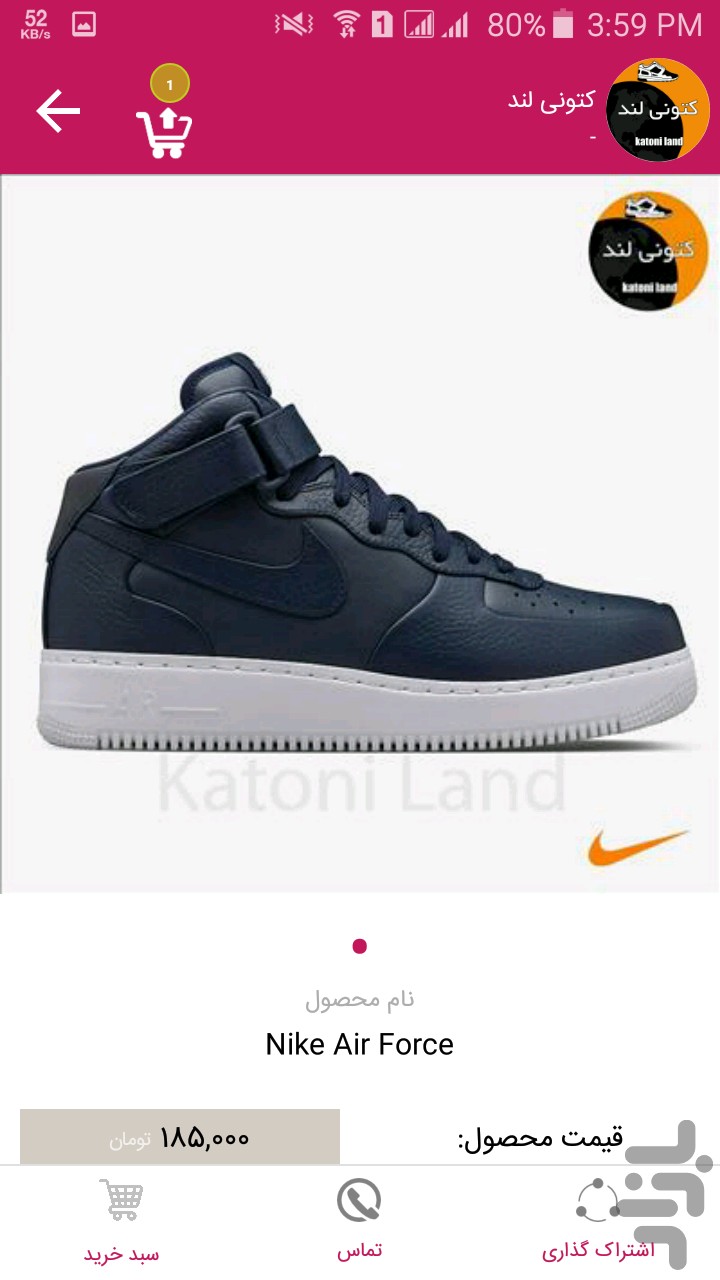 52
KB/s
1
80%
3:59 PM
1
کتونی لند
-
کتونی لند
katoni land
کتونی لند
katoni land
Katoni Land
نام محصول
Nike Air Force
قیمت محصول:
۱۸۵,۰۰۰ تومان
اشتراک گذاری
تماس
سبد خرید